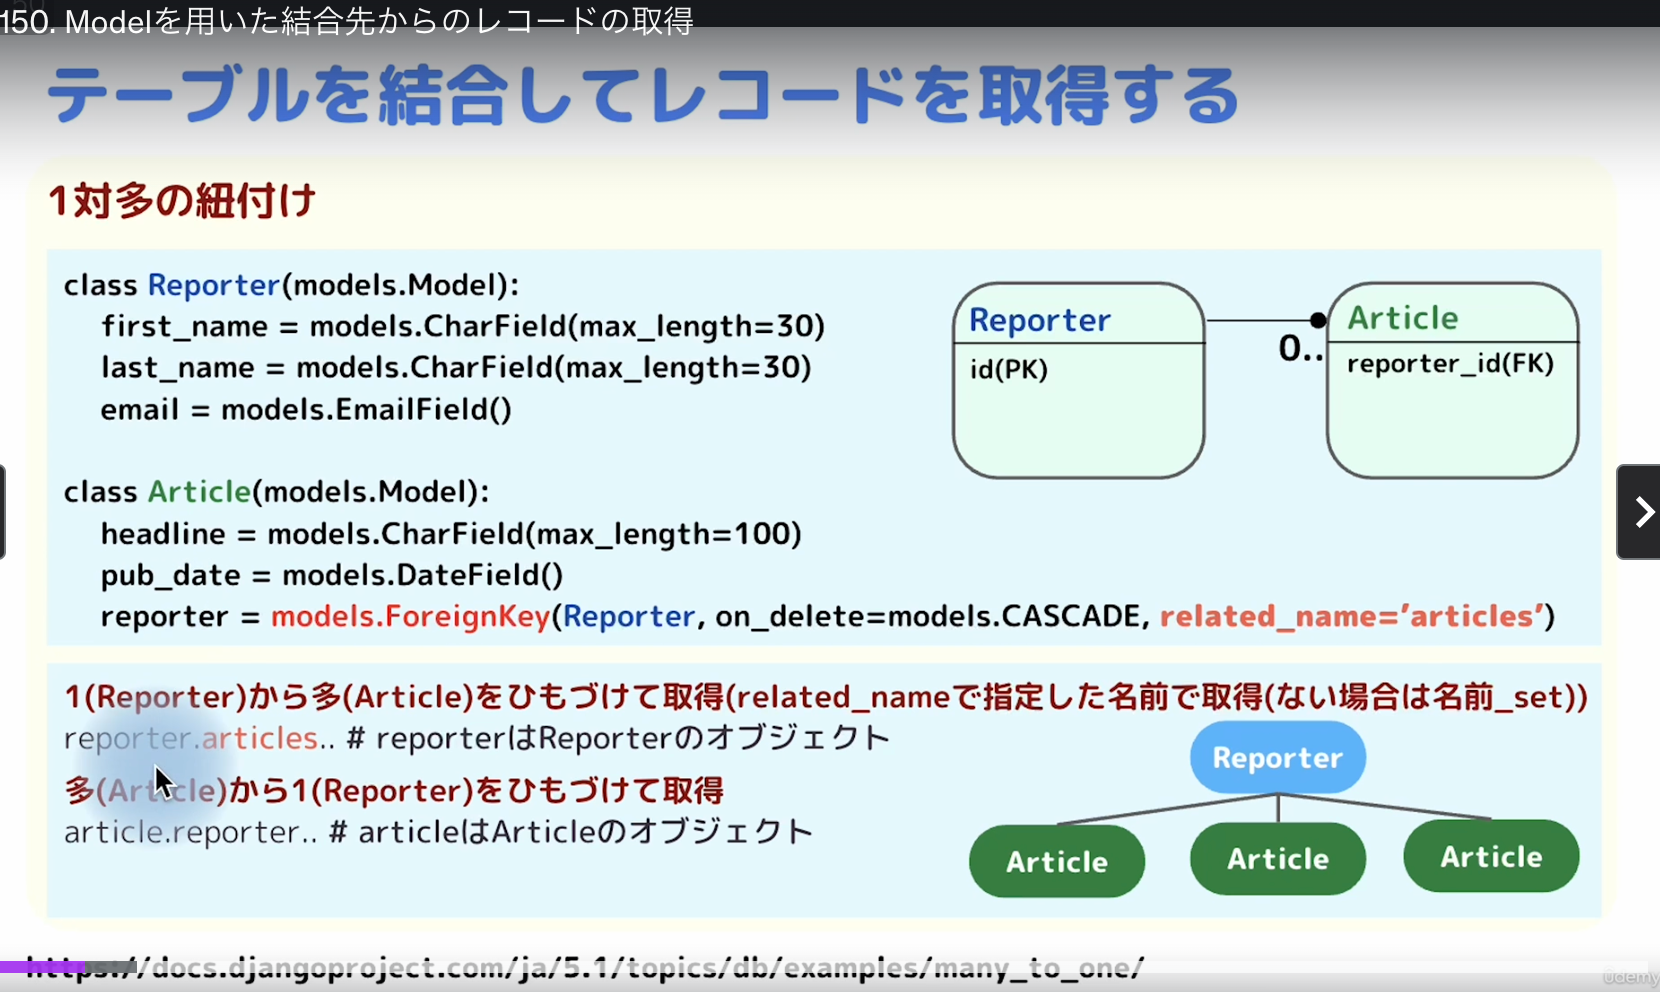 150. Modelを用いた結合先からのレコードの取得
テーブルを結合してレコードを取得する
1対多の紐付け
class Reporter(models.Model):
first_name = models.CharField(max_length=30)
last_name = models.CharField(max_length=30)
email = models.EmailField()
class Article(models.Model):
headline = models.CharField(max_length=100)
pub_date = models.DateField()
reporter = models.ForeignKey(Reporter, on_delete=models.CASCADE, related_name=’articles’)
Reporter
id(PK)
0..
Article
reporter_id(FK)
1(Reporter)から多(Article)をひもづけて取得(related_nameで指定した名前で取得(ない場合は名前_set))
reporter.articles.. # reporterはReporterのオブジェクト
多(Article)から1(Reporter)をひもづけて取得
article.reporter.. # articleはArticleのオブジェクト
Reporter
Article
Article
Article
https://docs.djangoproject.com/ja/5.1/topics/db/examples/many_to_one/
ûdemy